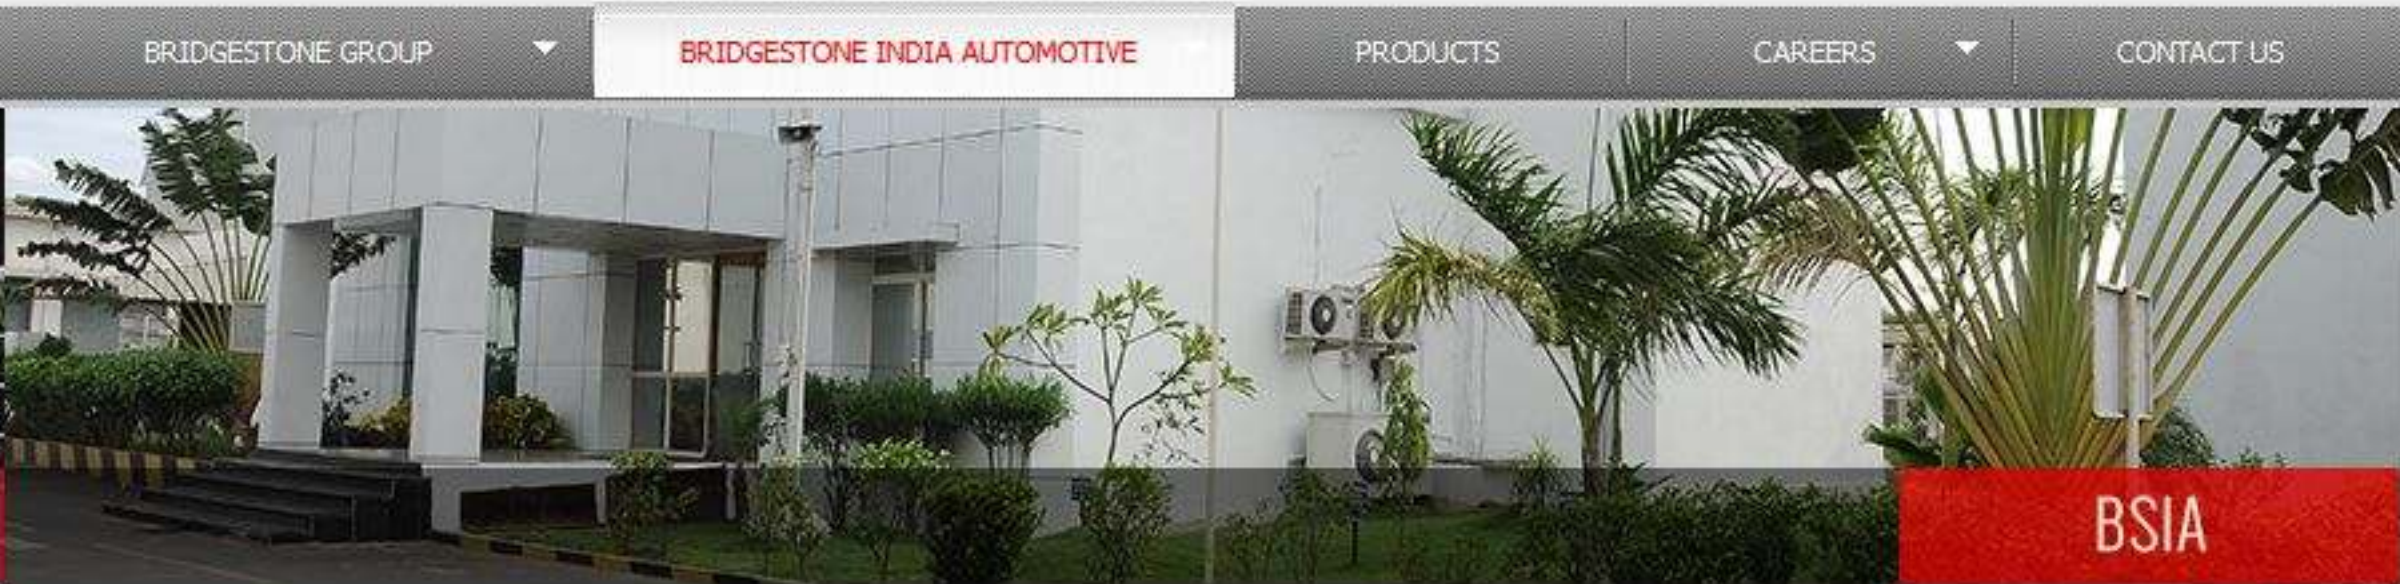 BRIDGESTONE GROUP
BRIDGESTONE INDIA AUTOMOTIVE
PRODUCTS
CAREERS
CONTACT US
BSIA